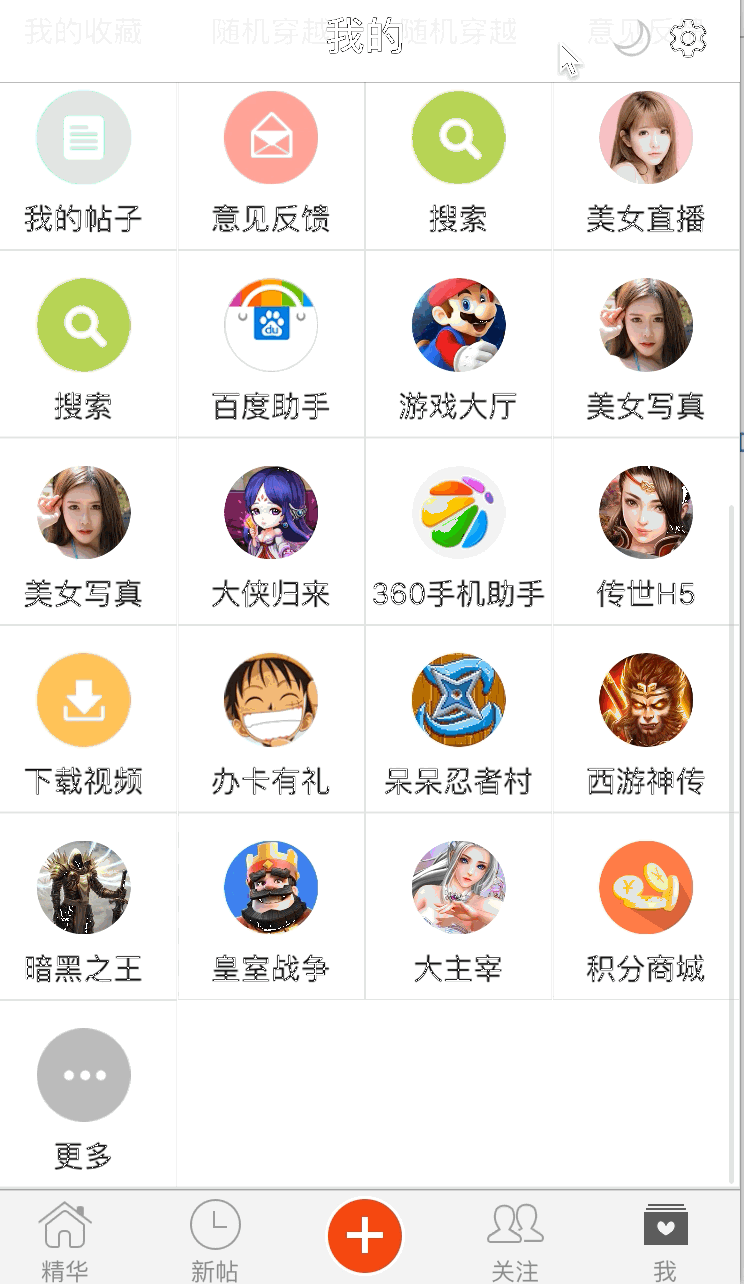 我的收藏 随机穿越 随机穿越 意见反馈
我的
我的帖子 意见反馈 搜索 美女直播
du
搜索 百度助手 游戏大厅 美女写真
美女写真 大侠归来 360手机助手 传世H5
下载视频 办卡有礼 呆呆忍者村 西游神传
¥ ¥
暗黑之王 皇室战争 大主宰 积分商城
更多
精华 新帖 关注 我